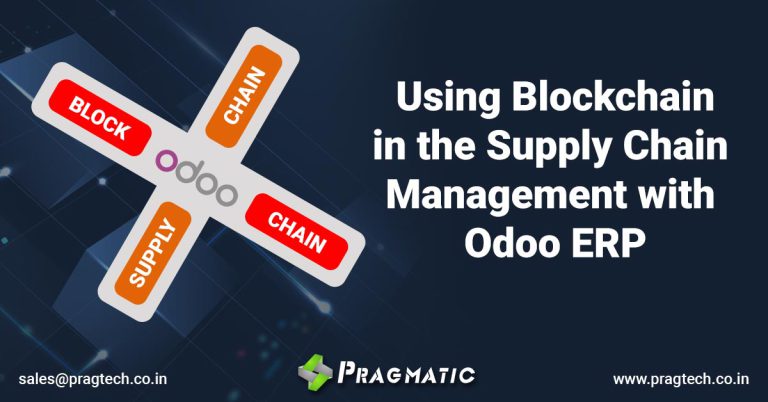 BLOCK
CHAIN
odoo
SUPPLY
CHAIN
Using Blockchain
in the Supply Chain
Management with
Odoo ERP
sales@pragtech.co.in
PRAGMATIC
www.pragtech.co.in